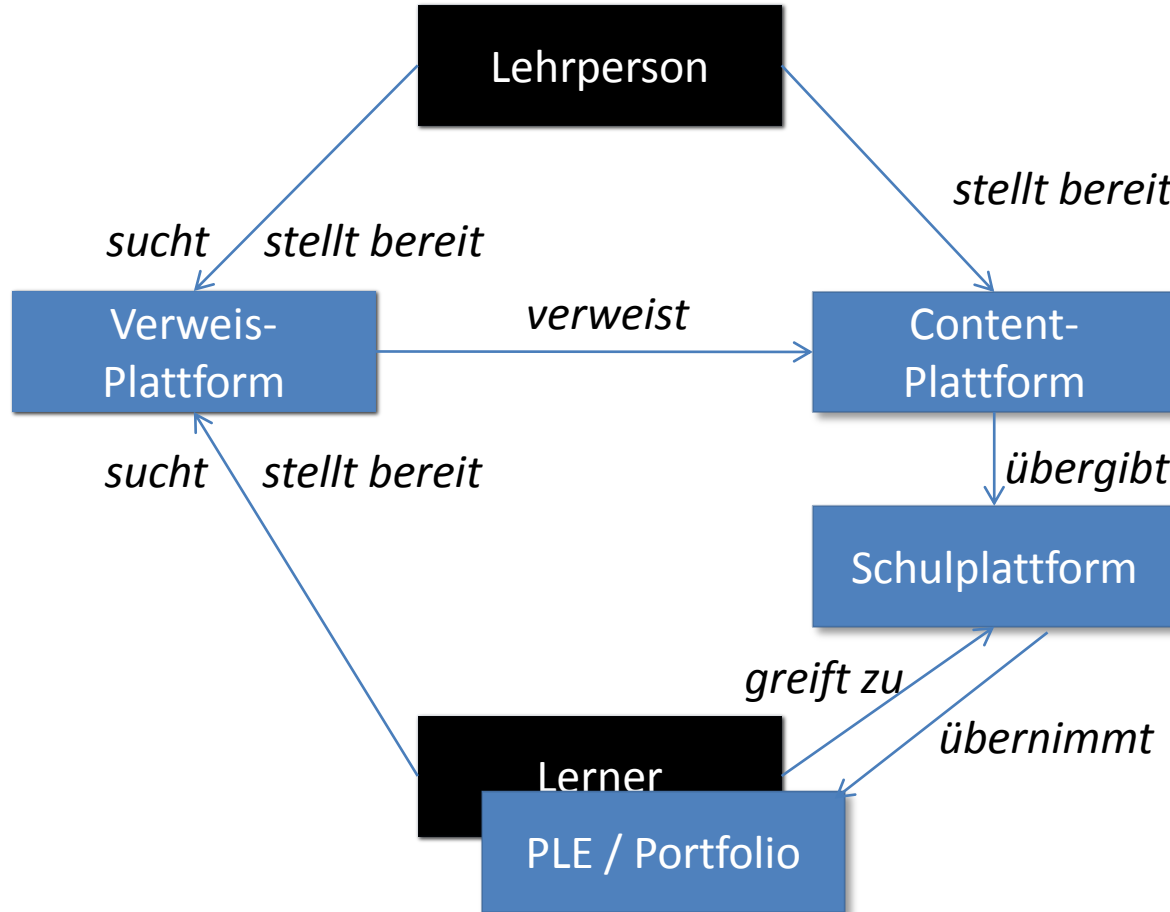 Lehrperson
stellt bereit
sucht stellt bereit
Verweis-
Plattform
verweist
Content-
Plattform
sucht stellt bereit
übergibt
Schulplattform
greift zu
übernimmt
Lerner
PLE / Portfolio